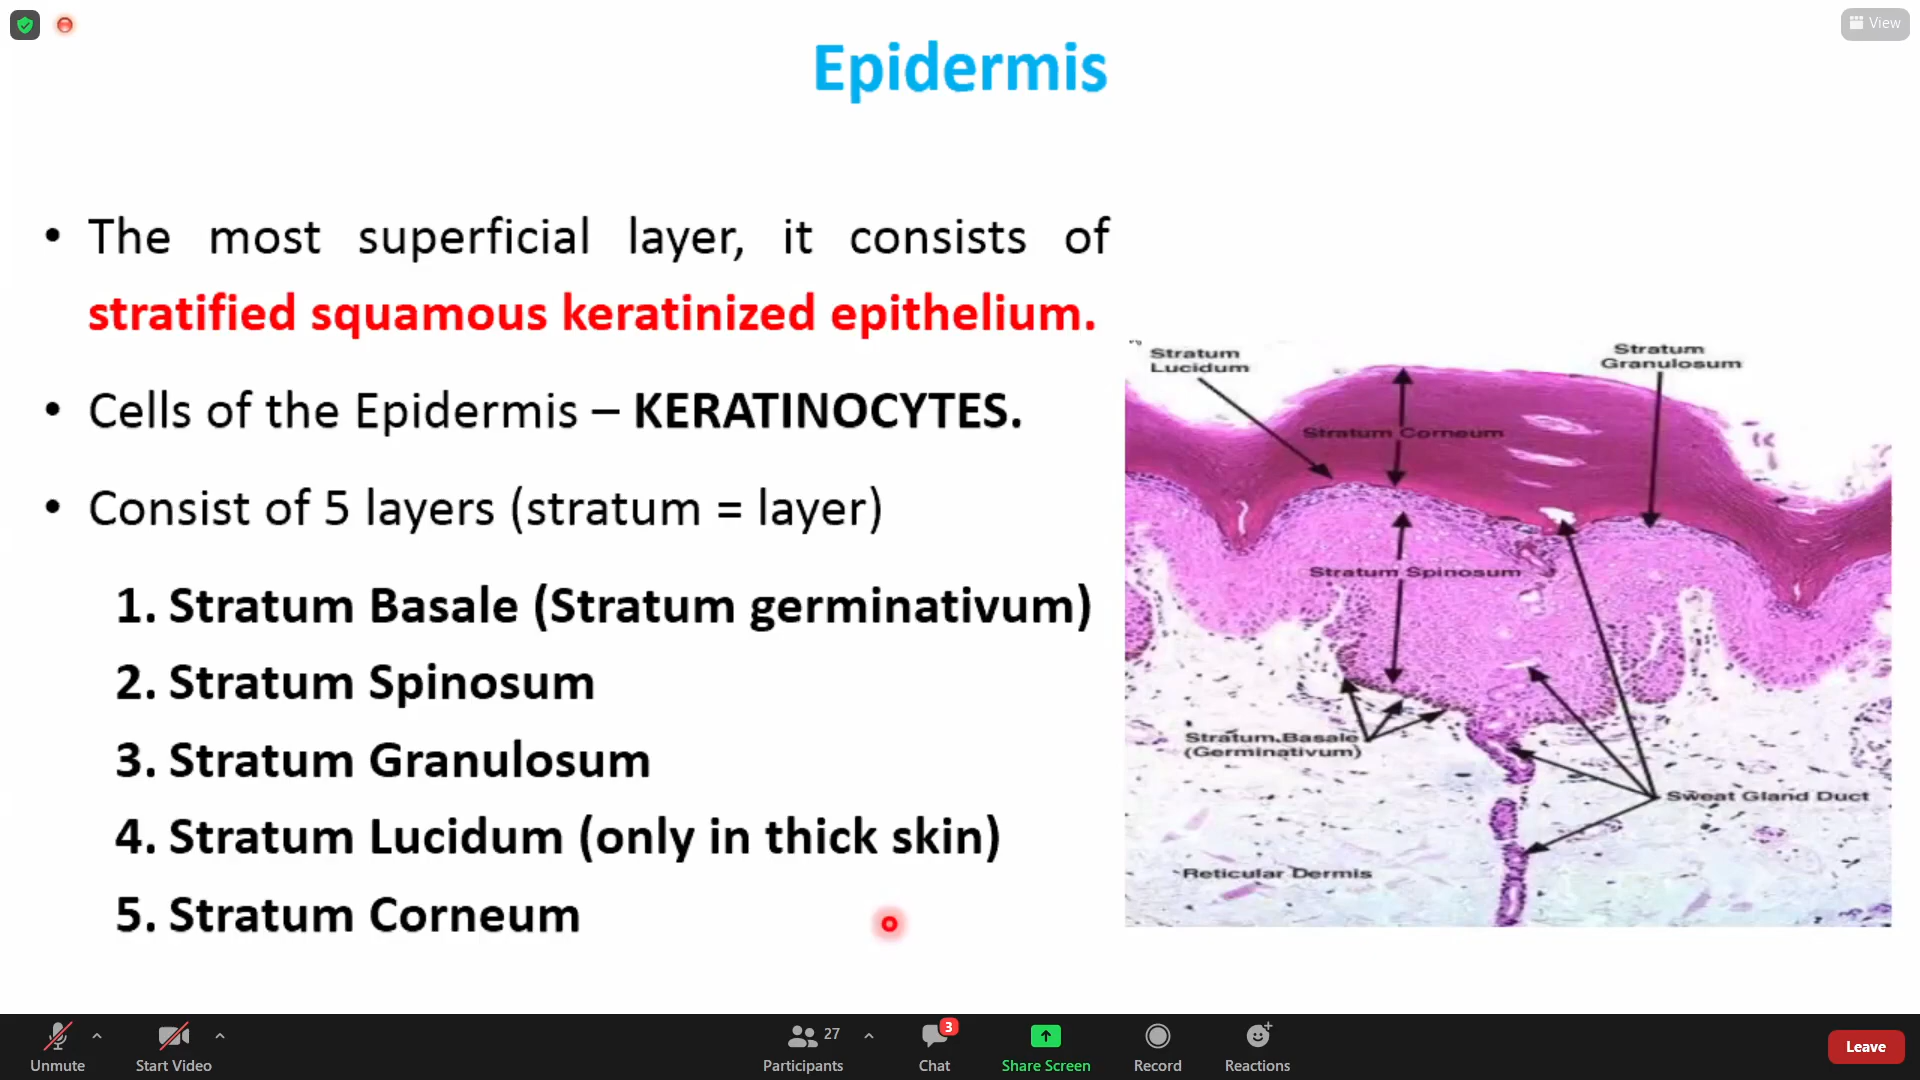 View
Epidermis
• The most superficial layer, it consists of
stratified squamous keratinized epithelium.
• Cells of the Epidermis – KERATINOCYTES.
• Consist of 5 layers (stratum = layer)
1. Stratum Basale (Stratum germinativum)
2. Stratum Spinosum
3. Stratum Granulosum
4. Stratum Lucidum (only in thick skin)
5. Stratum Corneum
Stratum
Lucidum
Stratum
Granulosum
Stratum Corneum
Stratum Spinosum
Stratum Basale
(Germinativum)
Sweat Gland Duct
Reticular Dermis
Unmute
Start Video
27
Participants
3
Chat
Share Screen
Record
Reactions
Leave